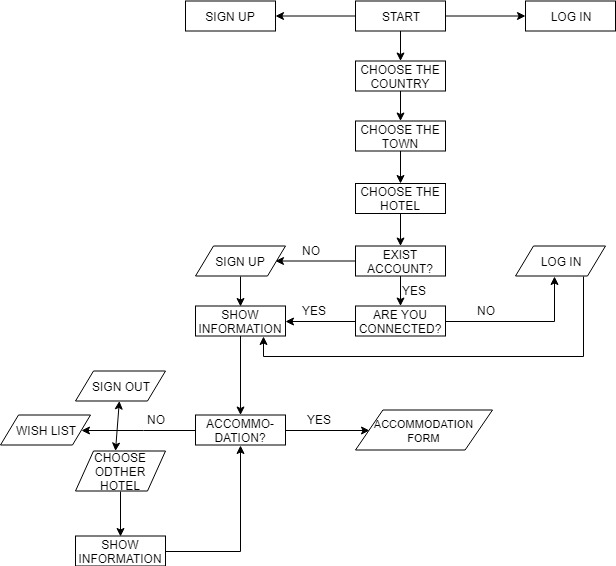 SIGN UP
START
LOG IN
CHOOSE THE
COUNTRY
CHOOSE THE
TOWN
CHOOSE THE
HOTEL
SIGN UP
NO
EXIST
ACCOUNT?
LOG IN
YES
SHOW
INFORMATION
YES
ARE YOU
CONNECTED?
NO
SIGN OUT
WISH LIST
NO
ACCOMMO-
DATION?
YES
ACCOMMODATION
FORM
CHOOSE
ODTHER
HOTEL
SHOW
INFORMATION